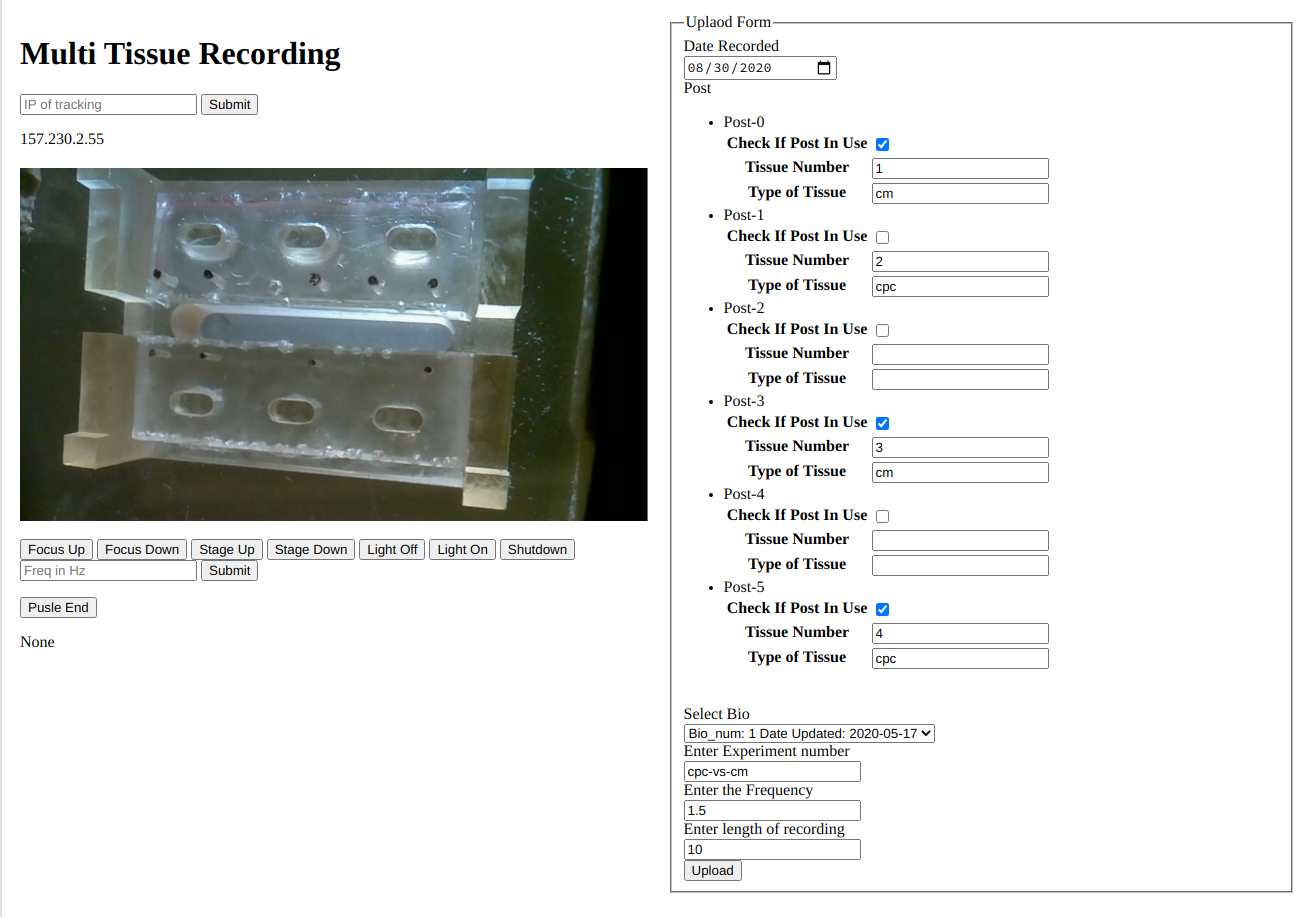 Multi Tissue Recording
IP of tracking Submit
157.230.2.55
Focus Up Focus Down Stage Up Stage Down Light Off Light On Shutdown
Freq in Hz Submit
Pusle End
None
Uplaod Form
Date Recorded
08/30/2020
Post
Post-0
Check If Post In Use
Tissue Number 1
Type of Tissue cm
Post-1
Check If Post In Use
Tissue Number 2
Type of Tissue cpc
Post-2
Check If Post In Use
Tissue Number
Type of Tissue
Post-3
Check If Post In Use
Tissue Number 3
Type of Tissue cm
Post-4
Check If Post In Use
Tissue Number
Type of Tissue
Post-5
Check If Post In Use
Tissue Number 4
Type of Tissue cpc
Select Bio
Bio_num: 1 Date Updated: 2020-05-17
Enter Experiment number
cpc-vs-cm
Enter the Frequency
1.5
Enter length of recording
10
Upload